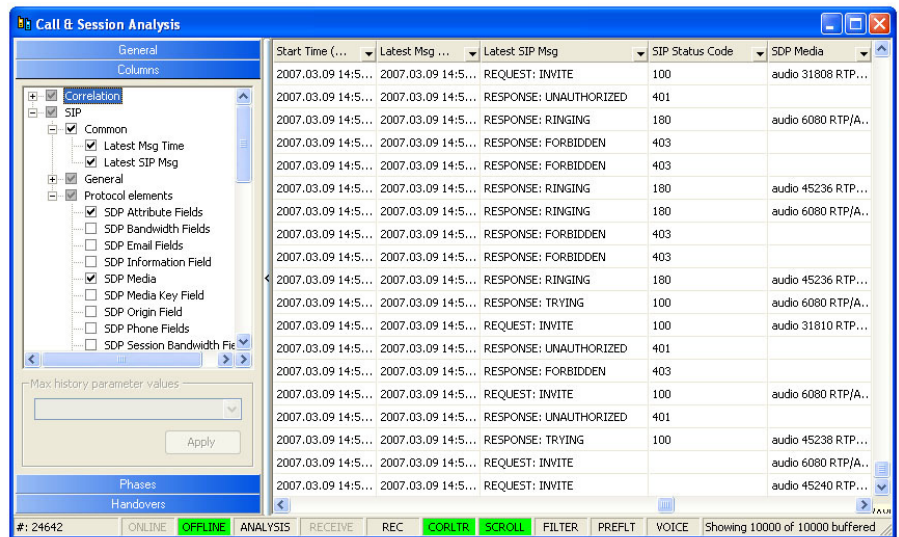 Call & Session Analysis
General
Columns
Correlation
SIP
Common
Latest Msg Time
Latest SIP Msg
General
Protocol elements
SDP Attribute Fields
SDP Bandwidth Fields
SDP Email Fields
SDP Information Field
SDP Media
SDP Media Key Field
SDP Origin Field
SDP Phone Fields
SDP Session Bandwidth Fie
Max history parameter values
Apply
Phases
Handovers
Start Time (... Latest Msg ... Latest SIP Msg SIP Status Code SDP Media
2007.03.09 14:5... 2007.03.09 14:5... REQUEST: INVITE 100 audio 31808 RTP...
2007.03.09 14:5... 2007.03.09 14:5... RESPONSE: UNAUTHORIZED 401
2007.03.09 14:5... 2007.03.09 14:5... RESPONSE: RINGING 180 audio 6080 RTP/A..
2007.03.09 14:5... 2007.03.09 14:5... RESPONSE: FORBIDDEN 403
2007.03.09 14:5... 2007.03.09 14:5... RESPONSE: FORBIDDEN 403
2007.03.09 14:5... 2007.03.09 14:5... RESPONSE: RINGING 180 audio 45236 RTP...
2007.03.09 14:5... 2007.03.09 14:5... RESPONSE: RINGING 180 audio 6080 RTP/A..
2007.03.09 14:5... 2007.03.09 14:5... RESPONSE: FORBIDDEN 403
2007.03.09 14:5... 2007.03.09 14:5... RESPONSE: FORBIDDEN 403
2007.03.09 14:5... 2007.03.09 14:5... RESPONSE: RINGING 180 audio 45236 RTP...
2007.03.09 14:5... 2007.03.09 14:5... RESPONSE: TRYING 100 audio 6080 RTP/A..
2007.03.09 14:5... 2007.03.09 14:5... REQUEST: INVITE 100 audio 31810 RTP...
2007.03.09 14:5... 2007.03.09 14:5... RESPONSE: UNAUTHORIZED 401
2007.03.09 14:5... 2007.03.09 14:5... RESPONSE: FORBIDDEN 403
2007.03.09 14:5... 2007.03.09 14:5... REQUEST: INVITE 100 audio 6080 RTP/A..
2007.03.09 14:5... 2007.03.09 14:5... RESPONSE: UNAUTHORIZED 401
2007.03.09 14:5... 2007.03.09 14:5... RESPONSE: TRYING 100 audio 45238 RTP...
2007.03.09 14:5... 2007.03.09 14:5... REQUEST: INVITE audio 6080 RTP/A..
2007.03.09 14:5... 2007.03.09 14:5... REQUEST: INVITE audio 45240 RTP...
#: 24642 ONLINE OFFLINE ANALYSIS RECEIVE REC CORLTR SCROLL FILTER PREFLT VOICE Showing 10000 of 10000 buffered